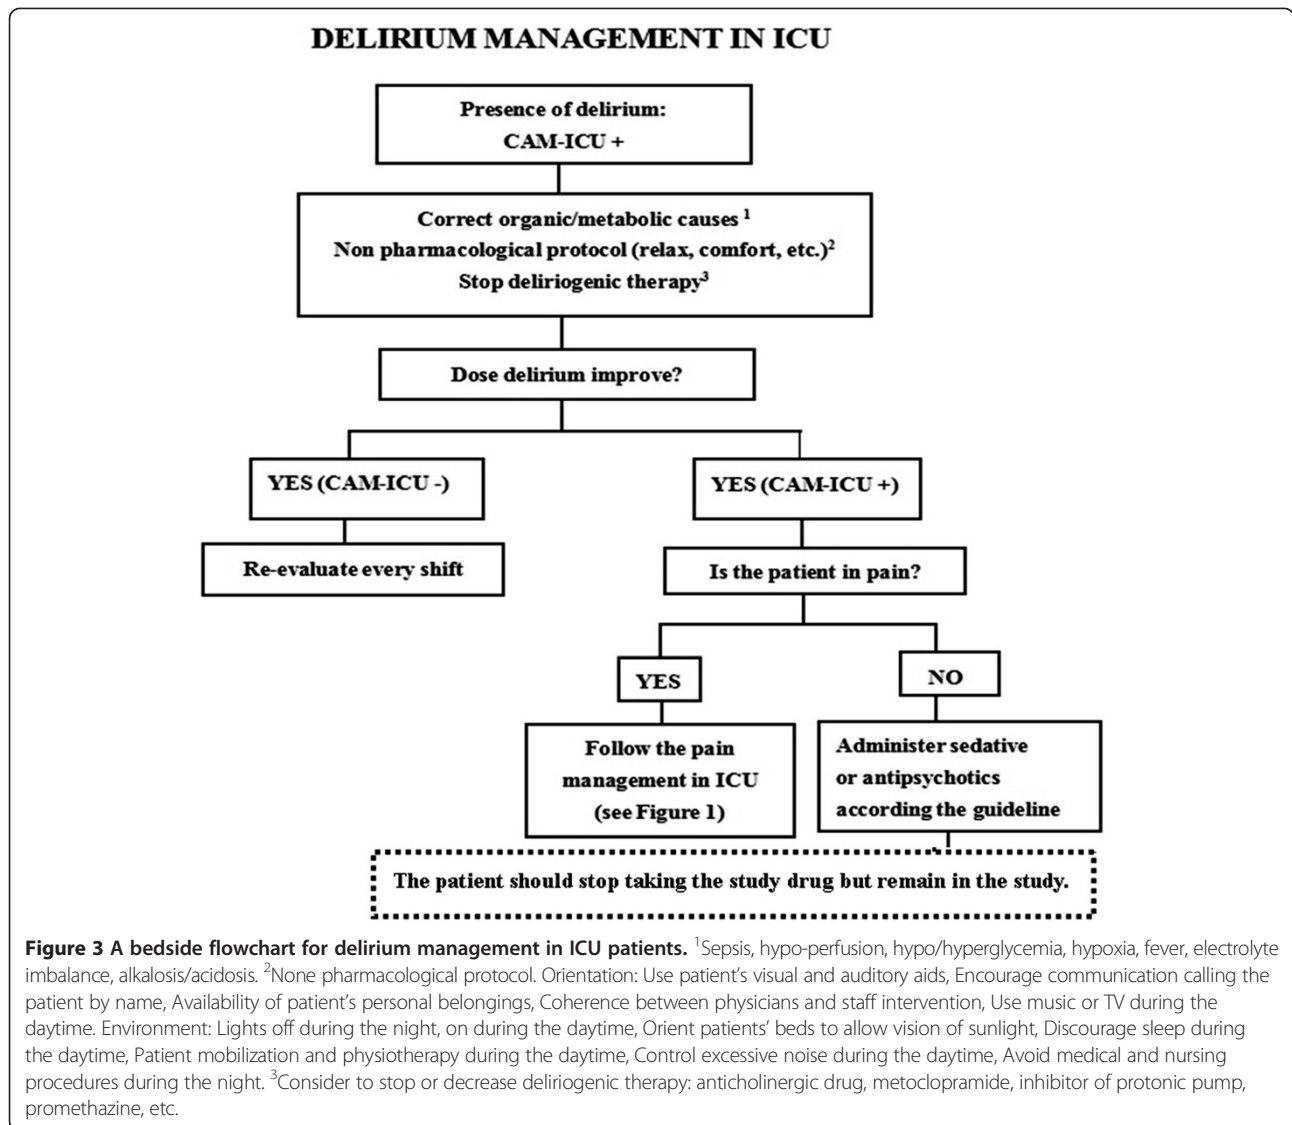 DELIRIUM MANAGEMENT IN ICU
Presence of delirium:
CAM-ICU +
Correct organic/metabolic causes 1
Non pharmacological protocol (relax, comfort, etc.)2
Stop deliriogenic therapy3
Dose delirium improve?
YES (CAM-ICU -)
YES (CAM-ICU +)
Re-evaluate every shift
Is the patient in pain?
YES
NO
Follow the pain
management in ICU
(see Figure 1)
Administer sedative
or antipsychotics
according the guideline
The patient should stop taking the study drug but remain in the study.
Figure 3 A bedside flowchart for delirium management in ICU patients. 1Sepsis, hypo-perfusion, hypo/hyperglycemia, hypoxia, fever, electrolyte
imbalance, alkalosis/acidosis. 2None pharmacological protocol. Orientation: Use patient's visual and auditory aids, Encourage communication calling the
patient by name, Availability of patient's personal belongings, Coherence between physicians and staff intervention, Use music or TV during the
daytime. Environment: Lights off during the night, on during the daytime, Orient patients' beds to allow vision of sunlight, Discourage sleep during
the daytime, Patient mobilization and physiotherapy during the daytime, Control excessive noise during the daytime, Avoid medical and nursing
procedures during the night. 3Consider to stop or decrease deliriogenic therapy: anticholinergic drug, metoclopramide, inhibitor of protonic pump,
promethazine, etc.